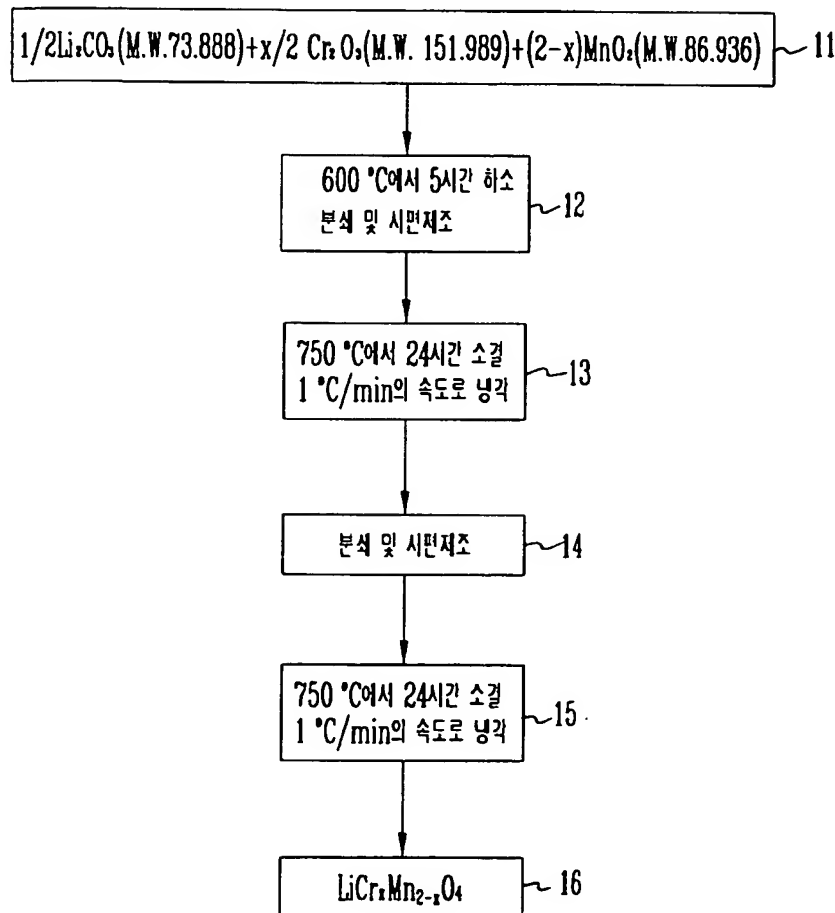 1/2Li₂CO₃(M.W.73.888)+x/2 Cr₂O₃(M.W. 151.989)+(2-x)MnO₂(M.W.86.936)
11
600 °C에서 5시간 하소
분쇄 및 시편제조
12
750 °C에서 24시간 소결
1 °C/min의 속도로 냉각
13
분쇄 및 시편제조
14
750 °C에서 24시간 소결
1 °C/min의 속도로 냉각
15
LiCrₓMn₂₋ₓO₄
16